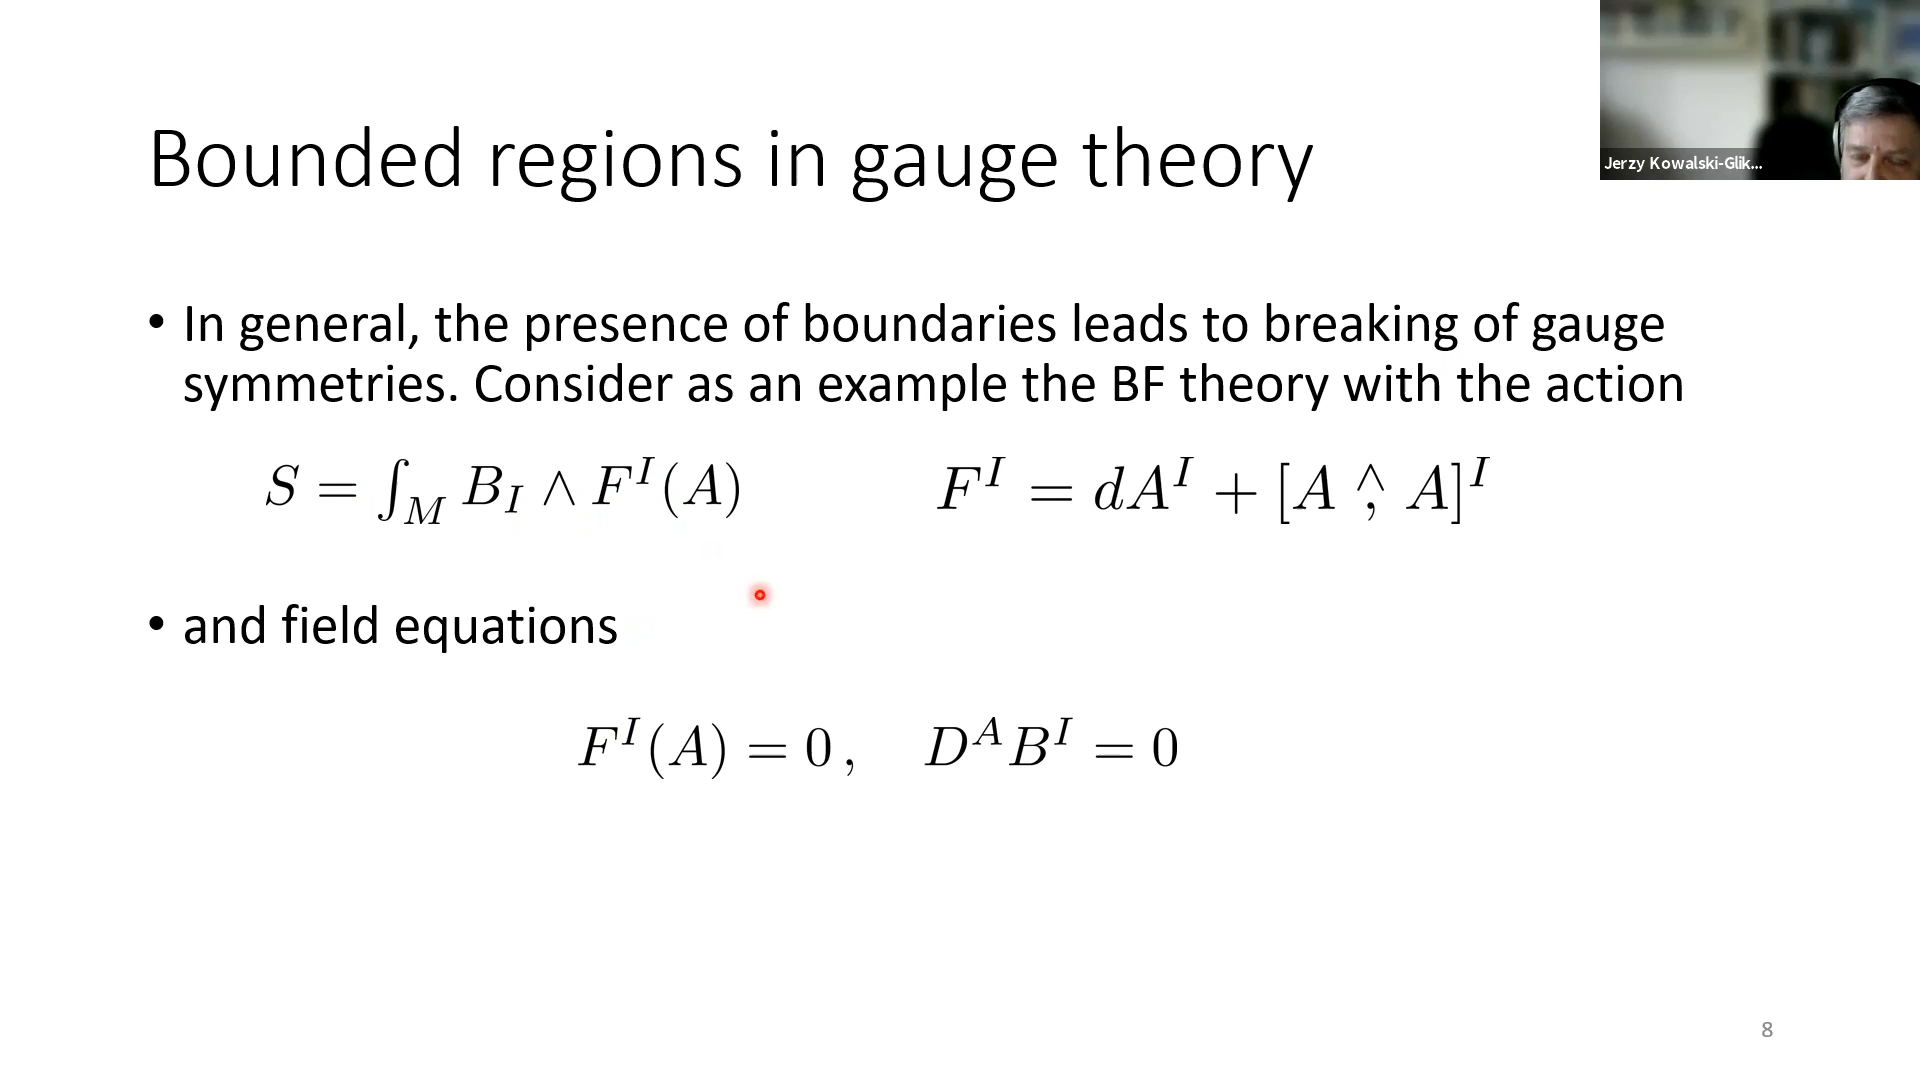 Jerzy Kowalski-Glik...
Bounded regions in gauge theory
• In general, the presence of boundaries leads to breaking of gauge
symmetries. Consider as an example the BF theory with the action
S = ∫_M B_I ∧ F^I(A)    F^I = dA^I + [A ∧, A]^I
• and field equations
F^I(A) = 0 ,    D^A B^I = 0
8